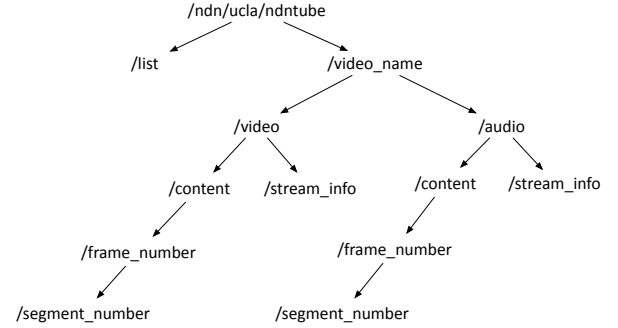 /ndn/ucla/ndntube
/list
/video_name
/video
/audio
/content
/stream_info
/content
/stream_info
/frame_number
/frame_number
/segment_number
/segment_number